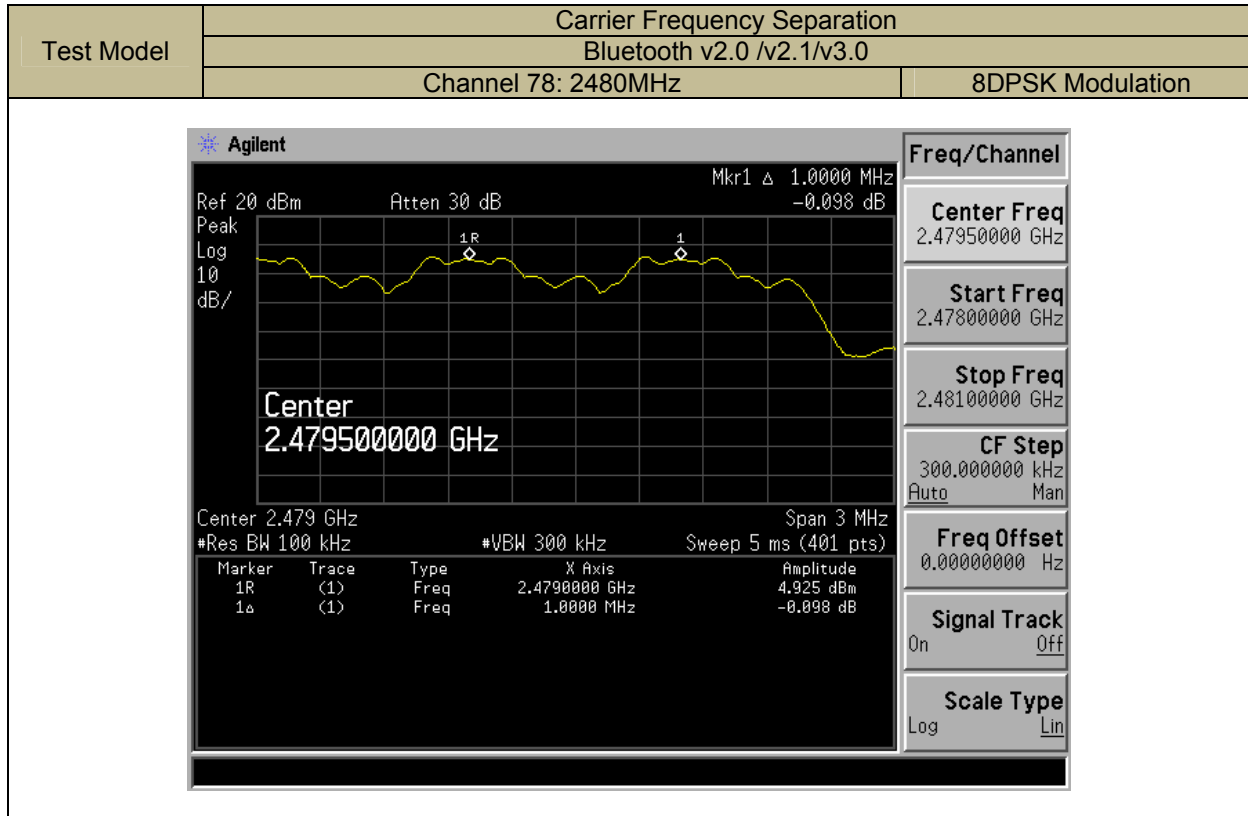 Test Model
Carrier Frequency Separation
Bluetooth v2.0 /v2.1/v3.0
Channel 78: 2480MHz
8DPSK Modulation
Agilent
Mkr1 Δ 1.0000 MHz
Ref 20 dBm Atten 30 dB -0.098 dB
Peak
Log
10
dB/
1R
1
Center
2.479500000 GHz
Center 2.479 GHz Span 3 MHz
#Res BW 100 kHz #VBW 300 kHz Sweep 5 ms (401 pts)
Marker Trace Type X Axis Amplitude
1R (1) Freq 2.4790000 GHz 4.925 dBm
1Δ (1) Freq 1.0000 MHz -0.098 dB
Freq/Channel
Center Freq
2.47950000 GHz
Start Freq
2.47800000 GHz
Stop Freq
2.48100000 GHz
CF Step
300.000000 kHz
Auto Man
Freq Offset
0.00000000 Hz
Signal Track
On Off
Scale Type
Log Lin